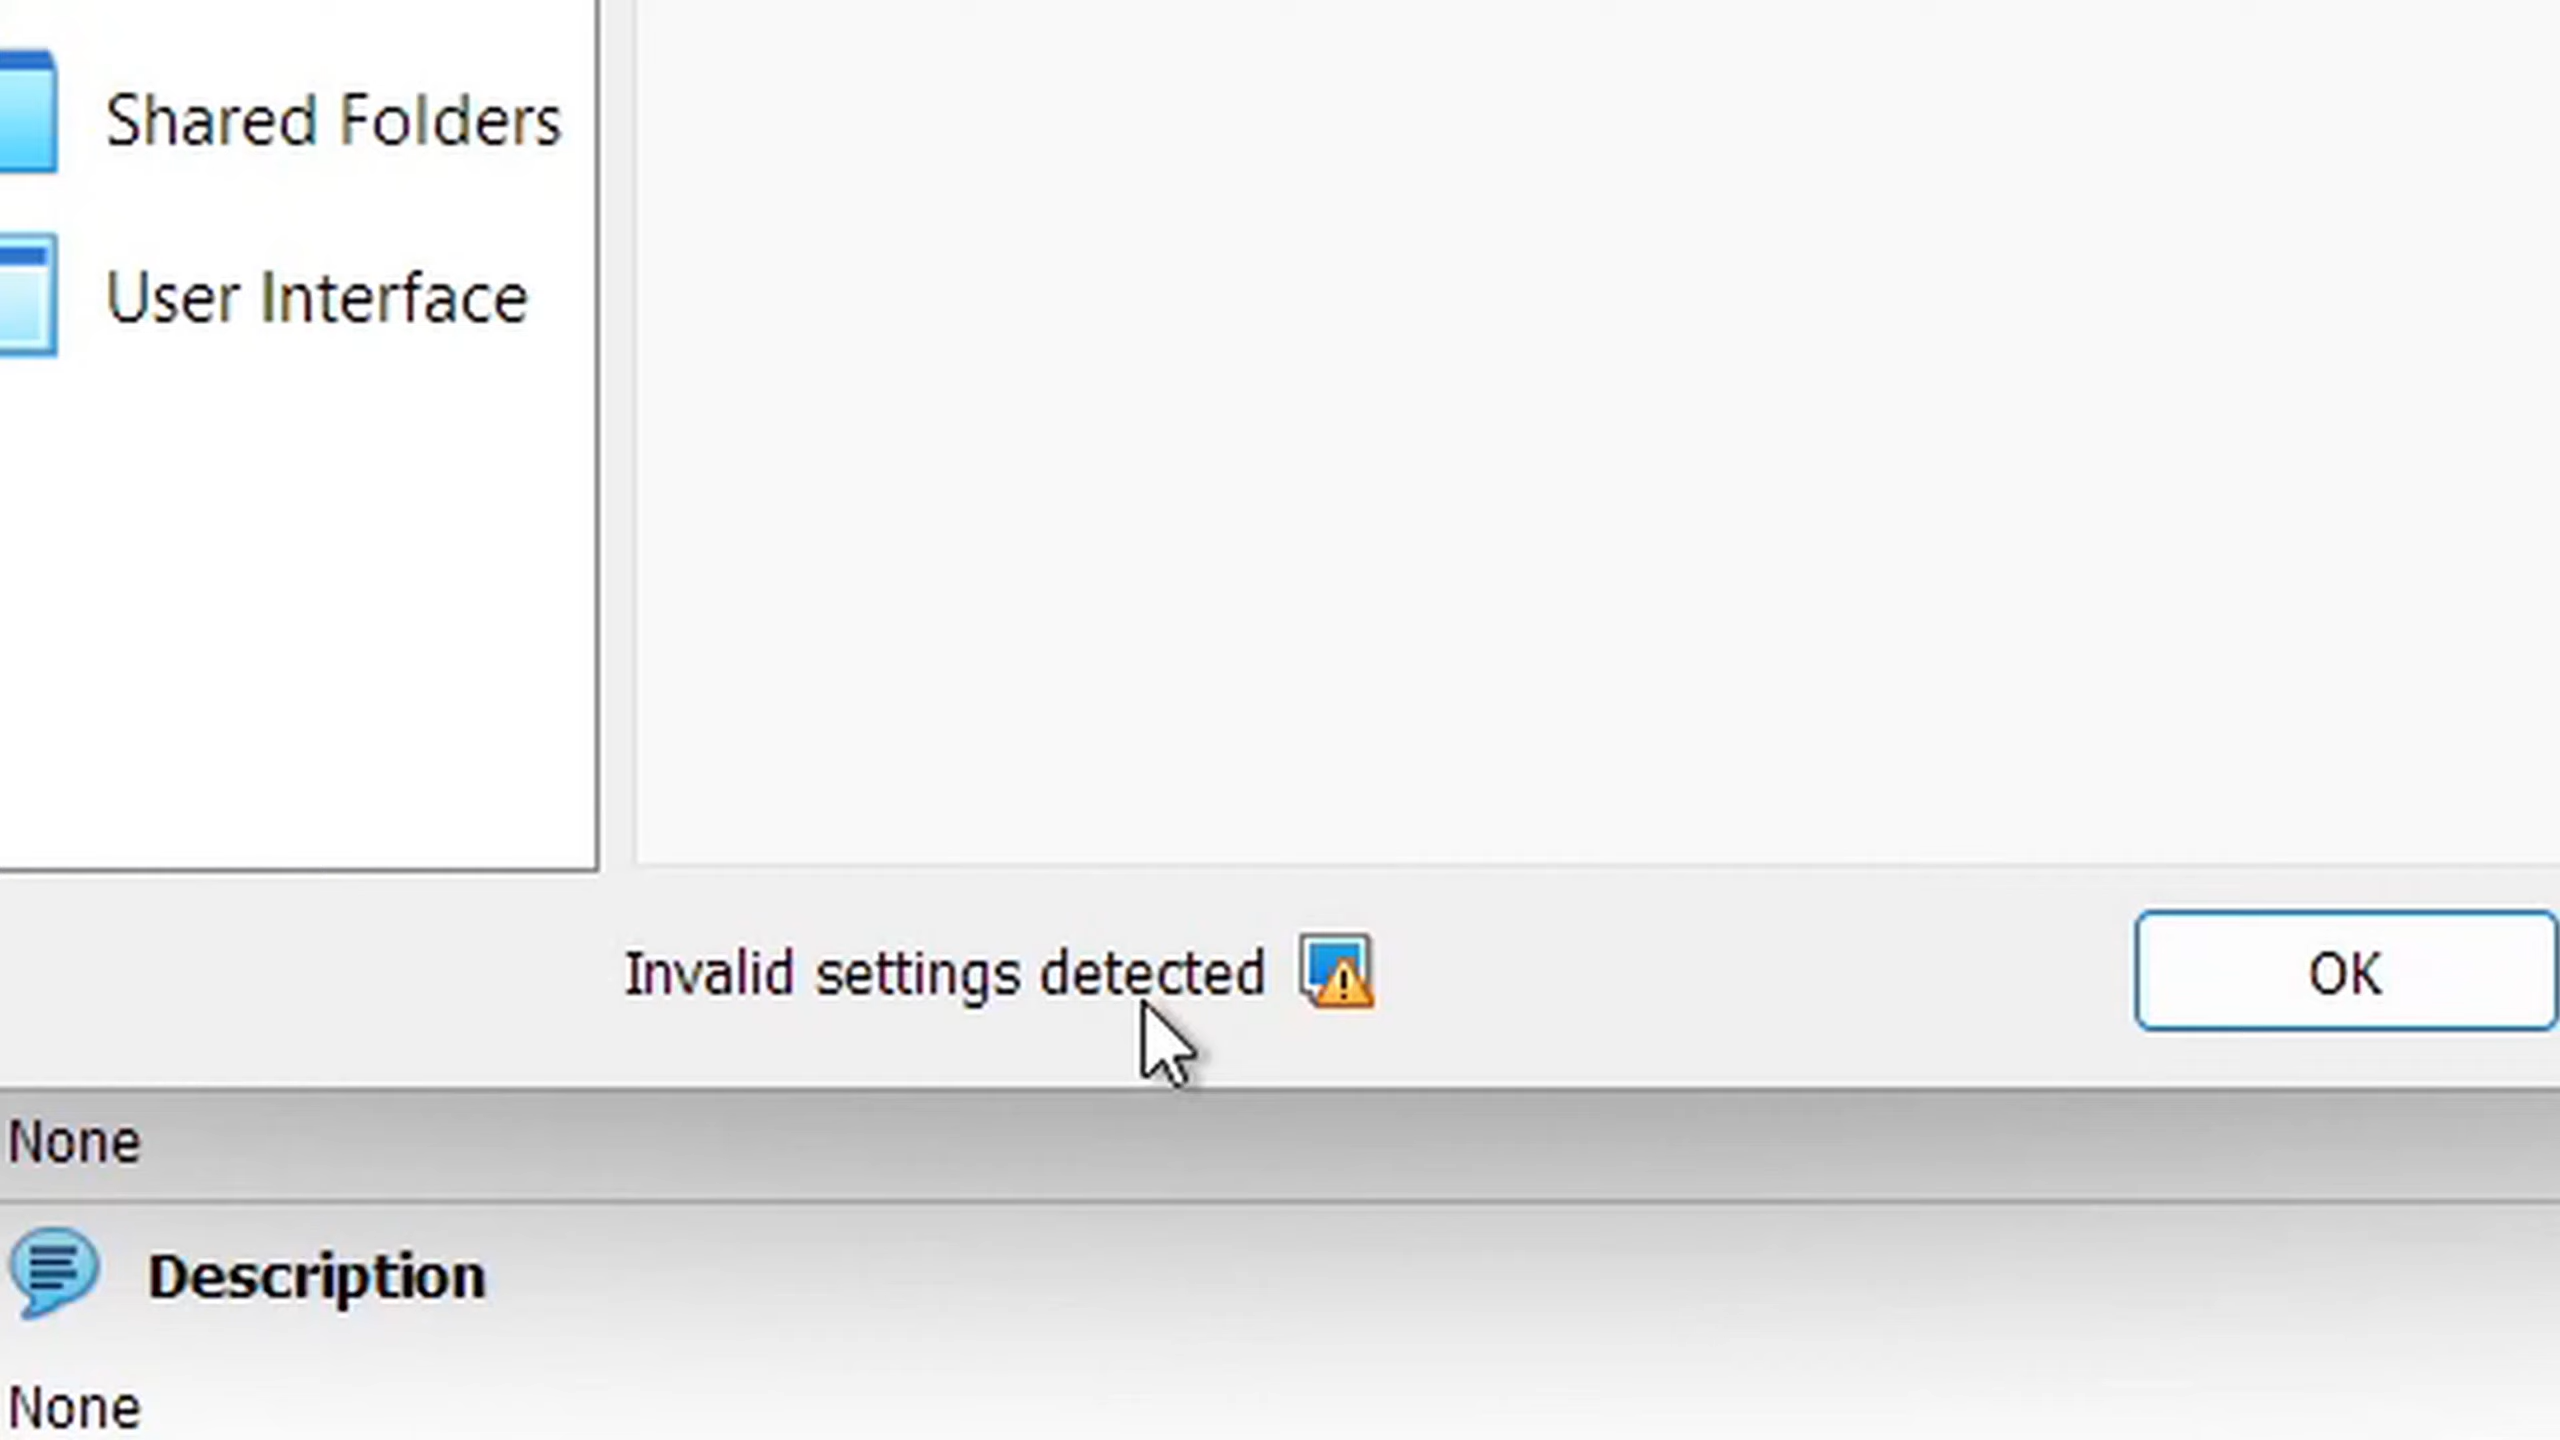 Shared Folders
User Interface
Invalid settings detected
OK
None
Description
None